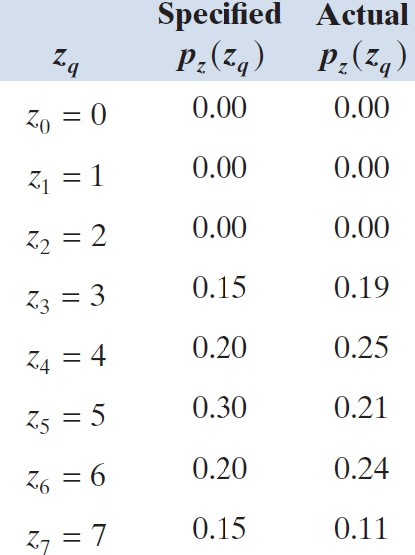 Specified Actual
z_q p_z(z_q) p_z(z_q)
z_0 = 0 0.00 0.00
z_1 = 1 0.00 0.00
z_2 = 2 0.00 0.00
z_3 = 3 0.15 0.19
z_4 = 4 0.20 0.25
z_5 = 5 0.30 0.21
z_6 = 6 0.20 0.24
z_7 = 7 0.15 0.11